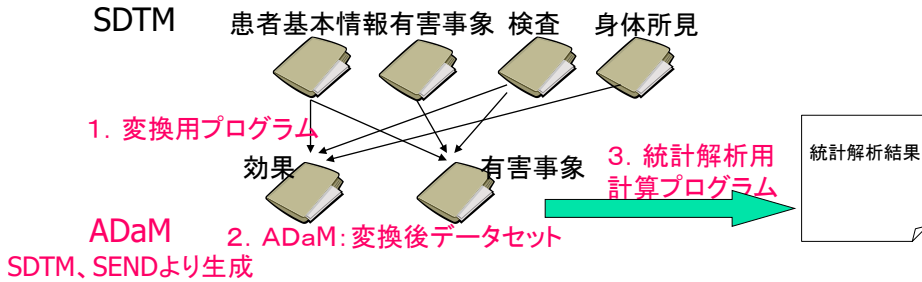 SDTM
患者基本情報有害事象 検査 身体所見
1. 変換用プログラム
効果
有害事象
3. 統計解析用
計算プログラム
統計解析結果
ADaM
2. ADaM:変換後データセット
SDTM、SENDより生成